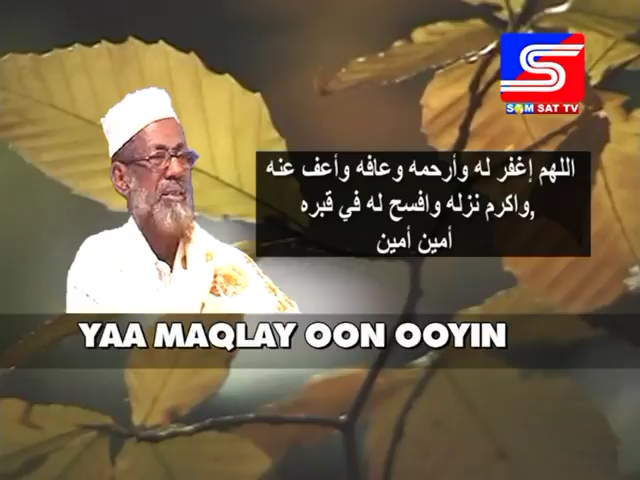 S
SOM SAT TV
اللهم إغفر له وأرحمه وعافه وأعف عنه
,واكرم نزله وافسح له في قبره
أمين أمين
YAA MAQLAY OON OOYIN